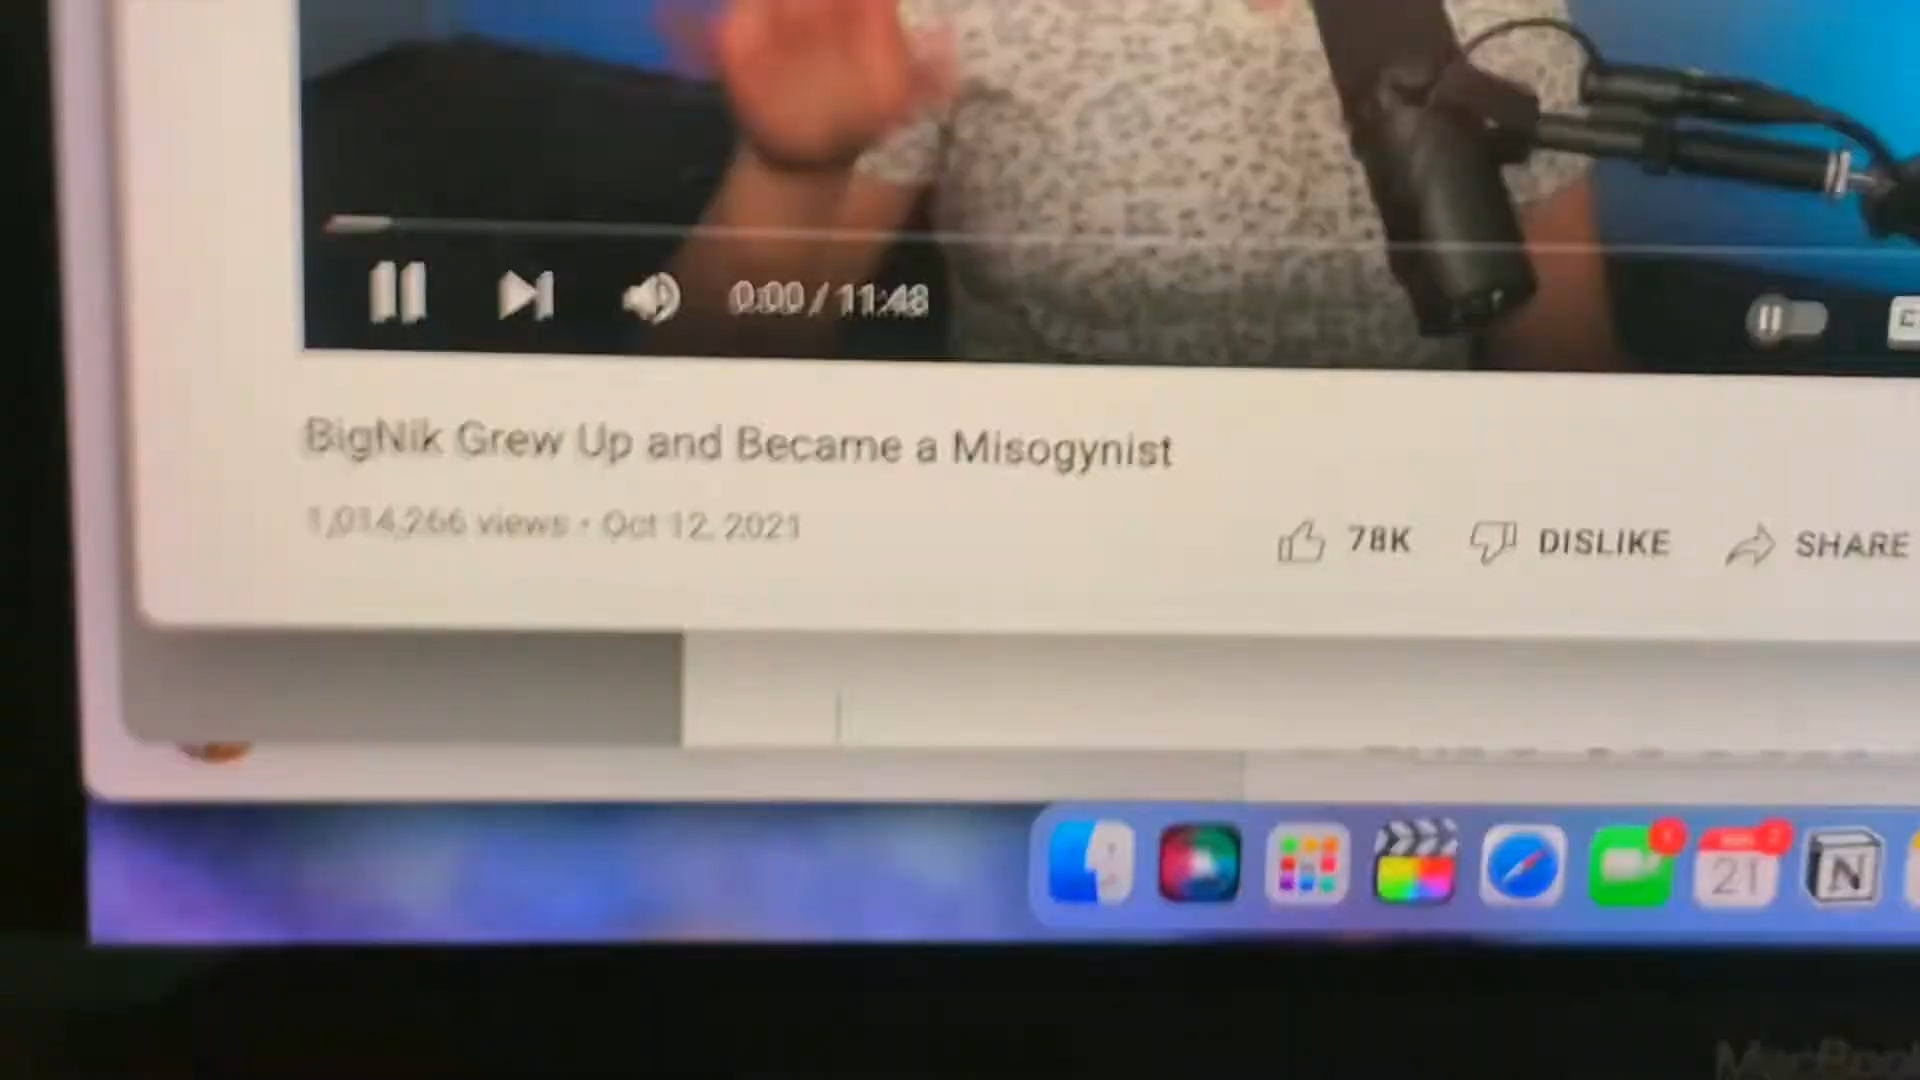 0:00 / 11:48
BigNik Grew Up and Became a Misogynist
1,014,266 views • Oct 12, 2021
78K DISLIKE SHARE
21
N
MacBook